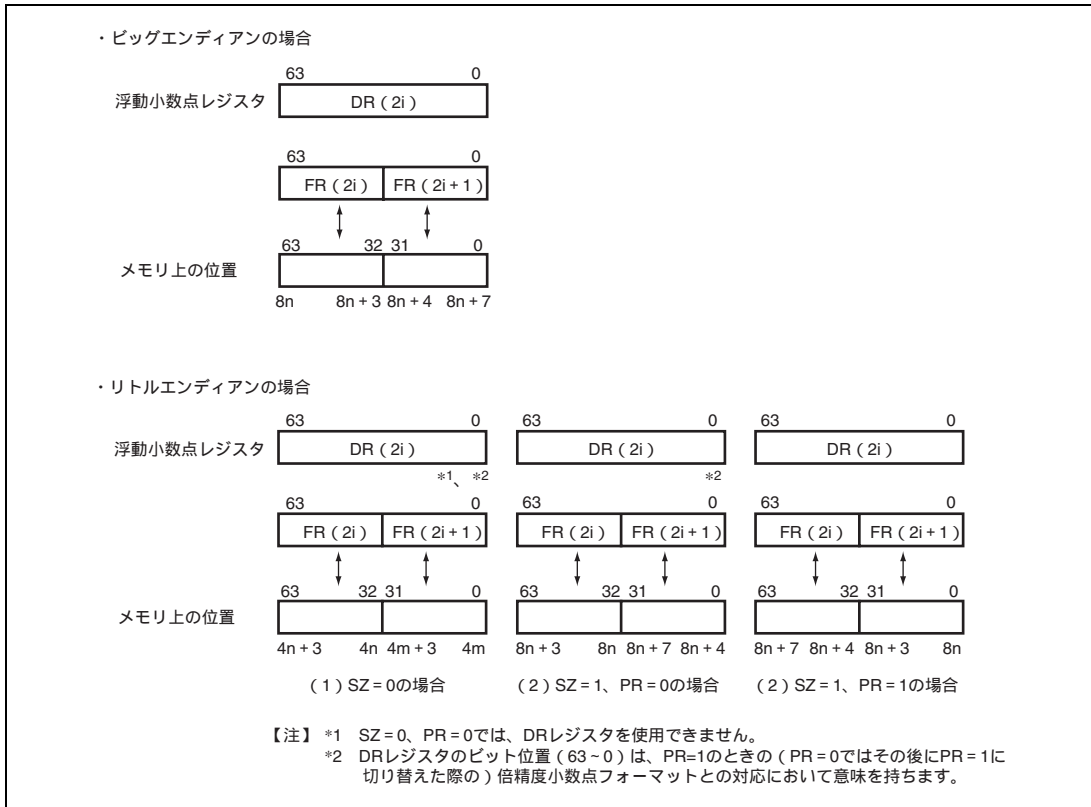 ・ビッグエンディアンの場合
63 0
浮動小数点レジスタ DR(2i)
63 0
FR(2i) FR(2i+1)
63 32 31 0
メモリ上の位置
8n 8n+3 8n+4 8n+7
・リトルエンディアンの場合
63 0 63 0 63 0
浮動小数点レジスタ DR(2i) DR(2i) DR(2i)
*1、*2 *2
63 0 63 0 63 0
FR(2i) FR(2i+1) FR(2i) FR(2i+1) FR(2i) FR(2i+1)
63 32 31 0 63 32 31 0 63 32 31 0
メモリ上の位置
4n+3 4n 4m+3 4m 8n+3 8n 8n+7 8n+4 8n+7 8n+4 8n+3 8n
(1)SZ=0の場合 (2)SZ=1、PR=0の場合 (2)SZ=1、PR=1の場合
【注】 *1 SZ=0、PR=0では、DRレジスタを使用できません。
*2 DRレジスタのビット位置(63~0)は、PR=1のときの(PR=0ではその後にPR=1に
切り替えた際の)倍精度小数点フォーマットとの対応において意味を持ちます。